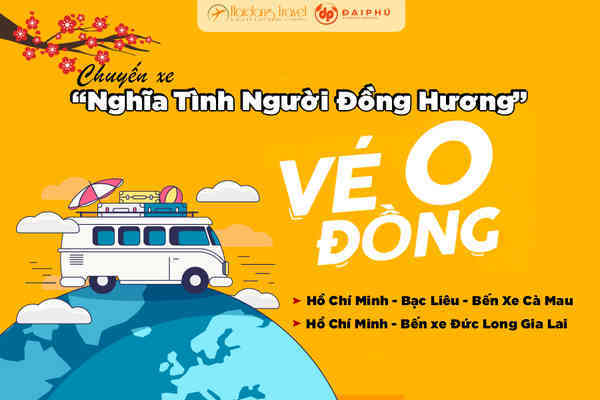 Haidang Travel
ĐẠI PHÚ
Chuyến xe
“Nghĩa Tình Người Đồng Hương”
VÉ 0
ĐỒNG
Hồ Chí Minh - Bạc Liêu - Bến Xe Cà Mau
Hồ Chí Minh - Bến xe Đức Long Gia Lai